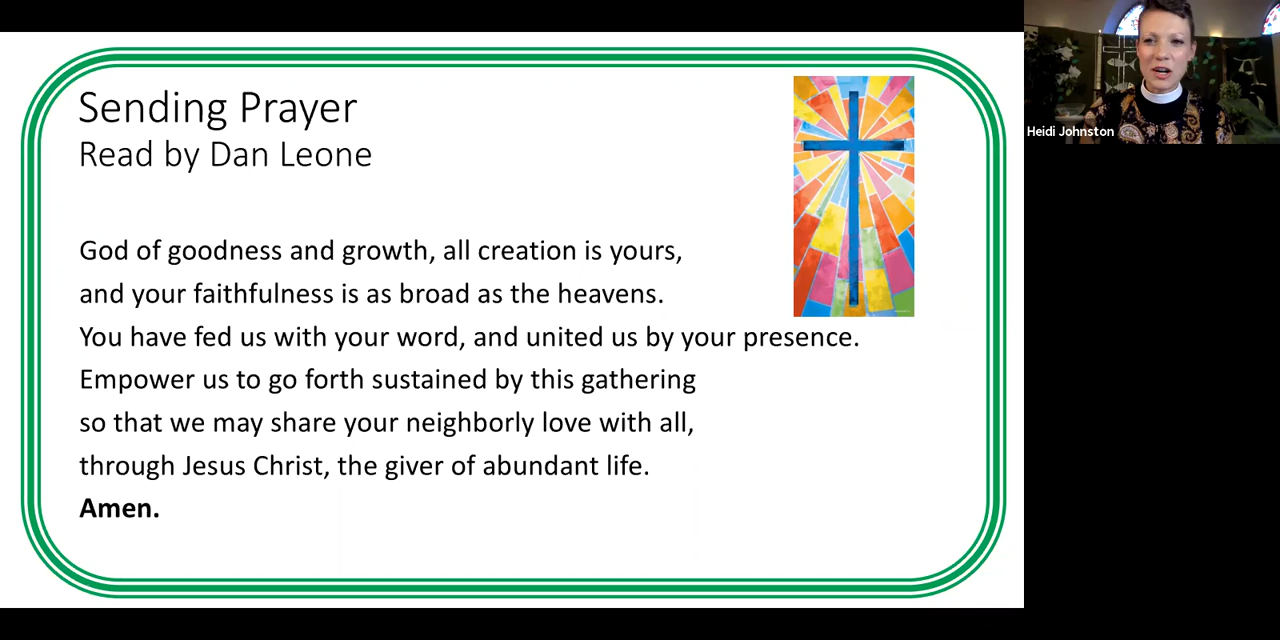 Sending Prayer
Read by Dan Leone
God of goodness and growth, all creation is yours,
and your faithfulness is as broad as the heavens.
You have fed us with your word, and united us by your presence.
Empower us to go forth sustained by this gathering
so that we may share your neighborly love with all,
through Jesus Christ, the giver of abundant life.
Amen.
Heidi Johnston